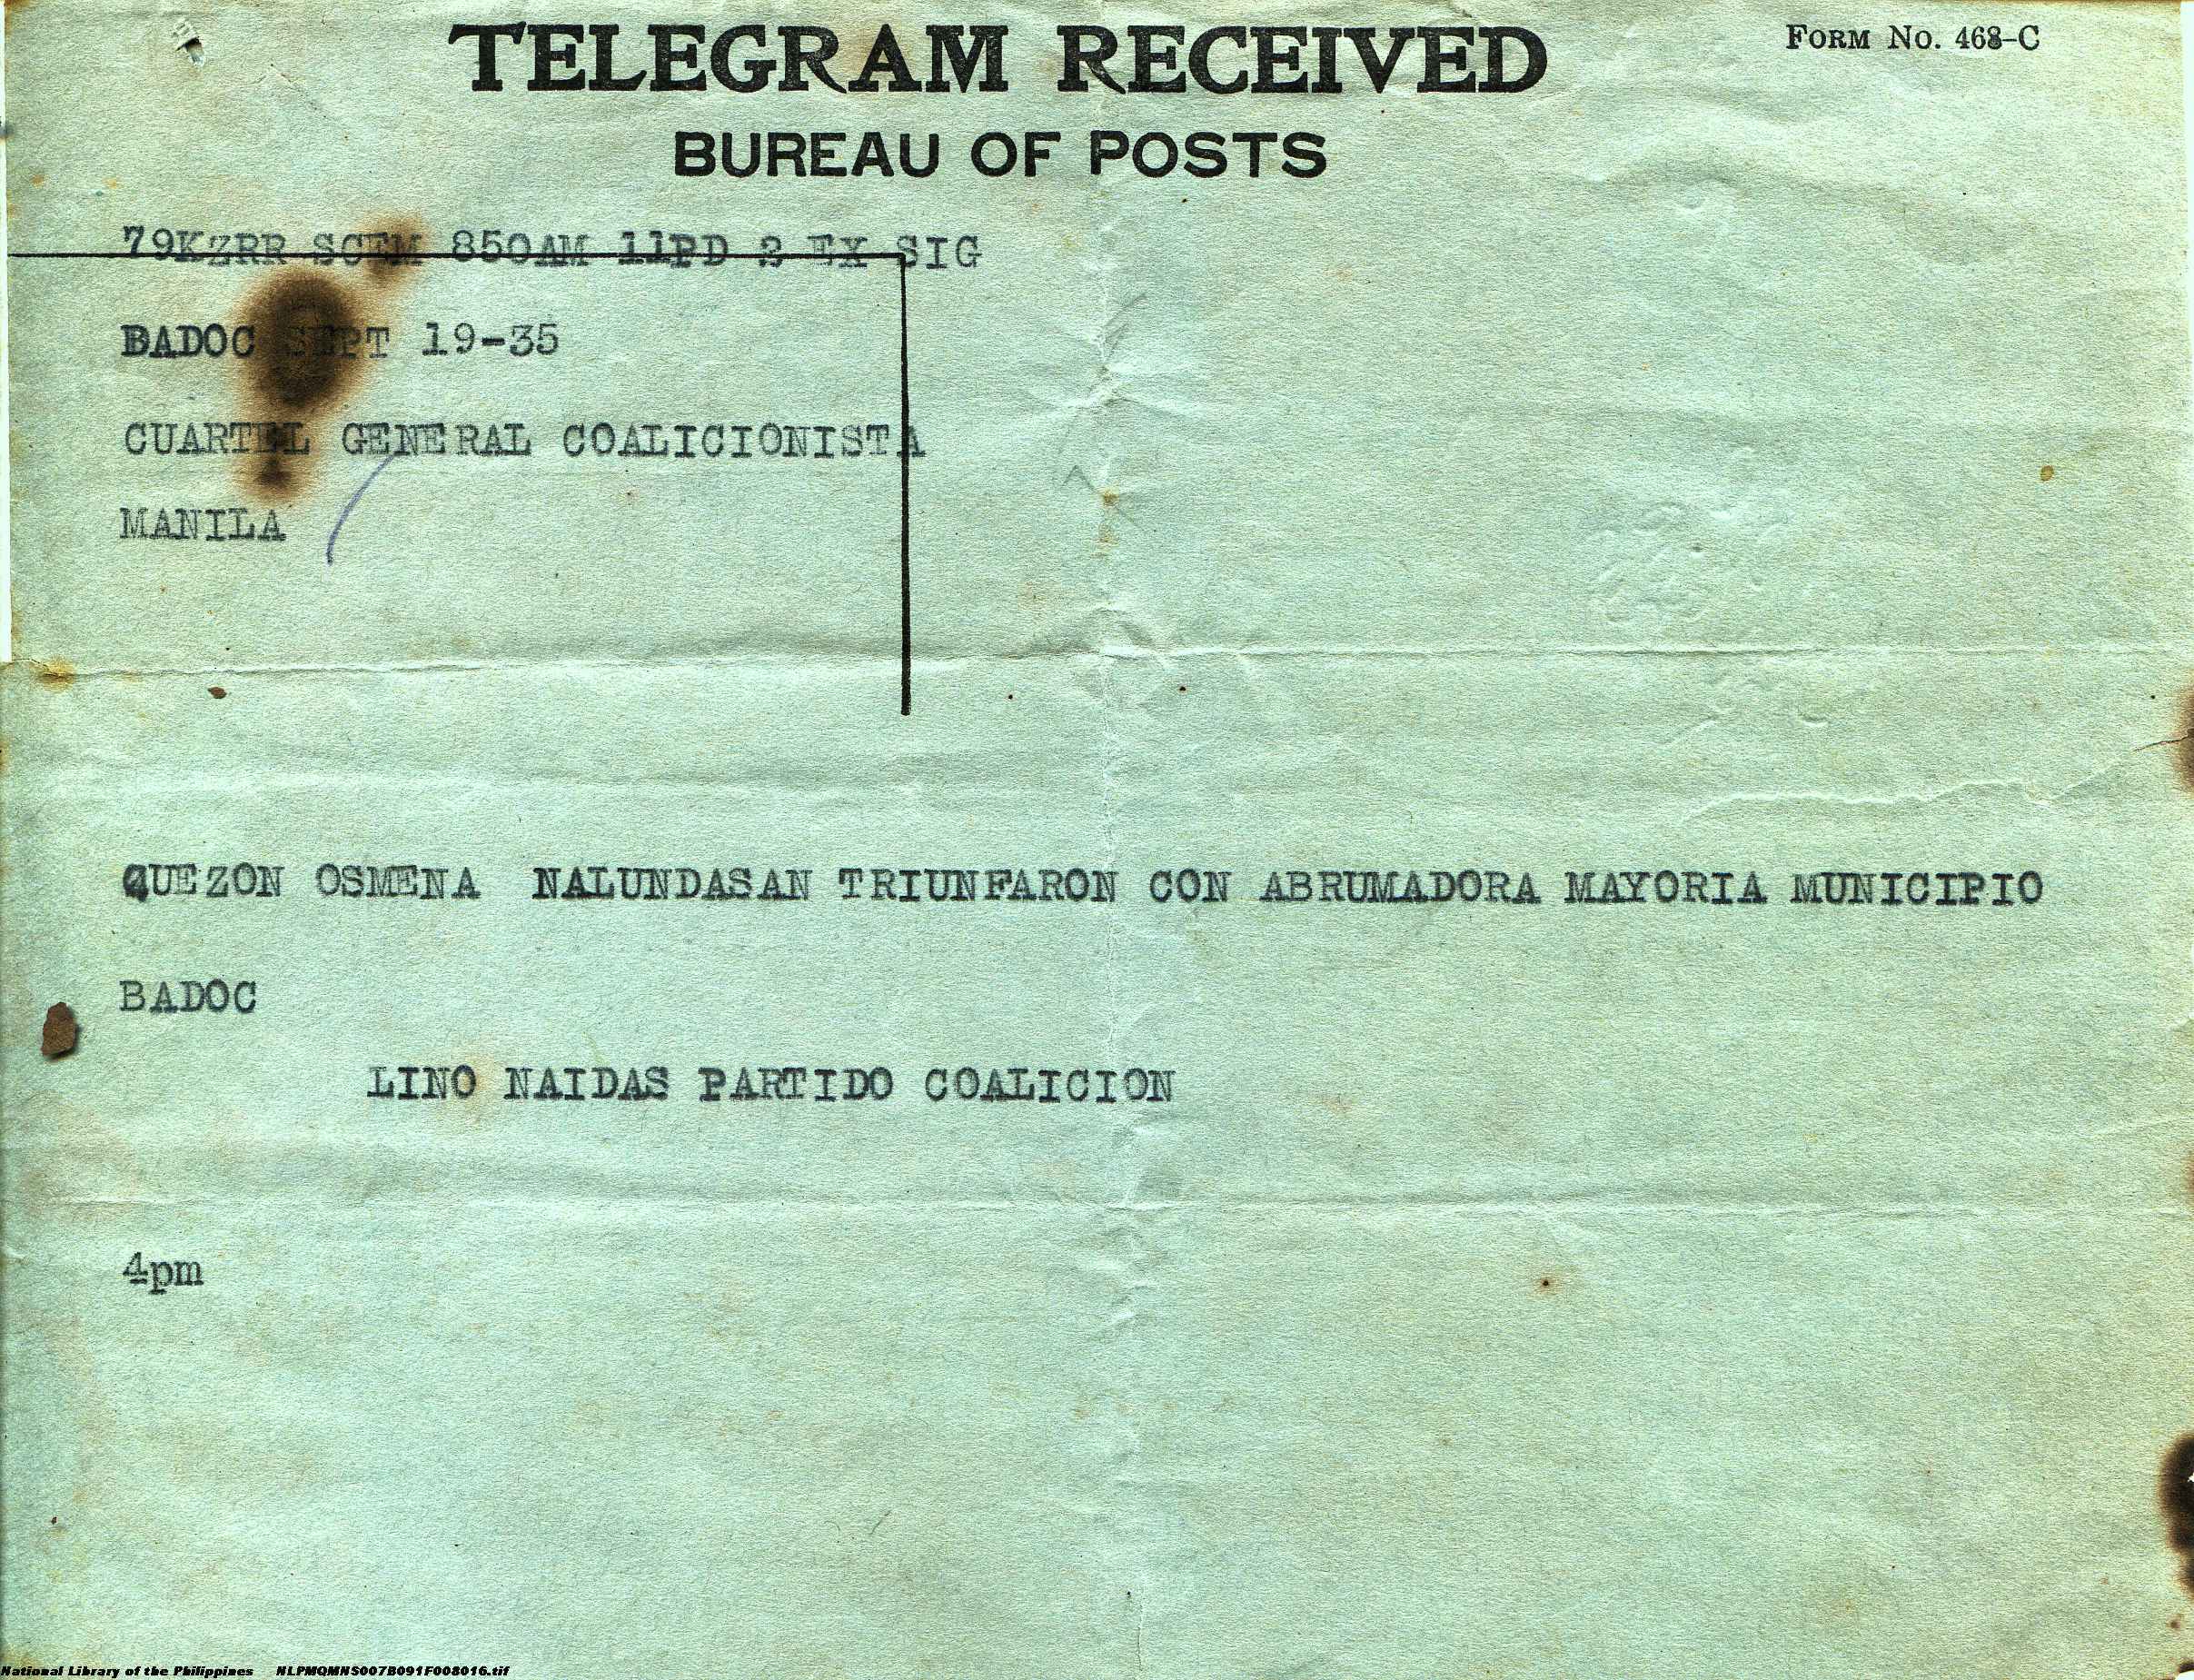 TELEGRAM RECEIVED
FORM NO. 468-C
BUREAU OF POSTS
79KZRR SCEM 850AM 11PD 2 EX SIG
BADOC SEPT 19-35
CUARTEL GENERAL COALICIONISTA
MANILA
QUEZON OSMENA NALUNDASAN TRIUNFARON CON ABRUMADORA MAYORIA MUNICIPIO
BADOC
LINO NAIDAS PARTIDO COALICION
4pm
National Library of the Philippines NLPMQMNS007B091F008016.tif